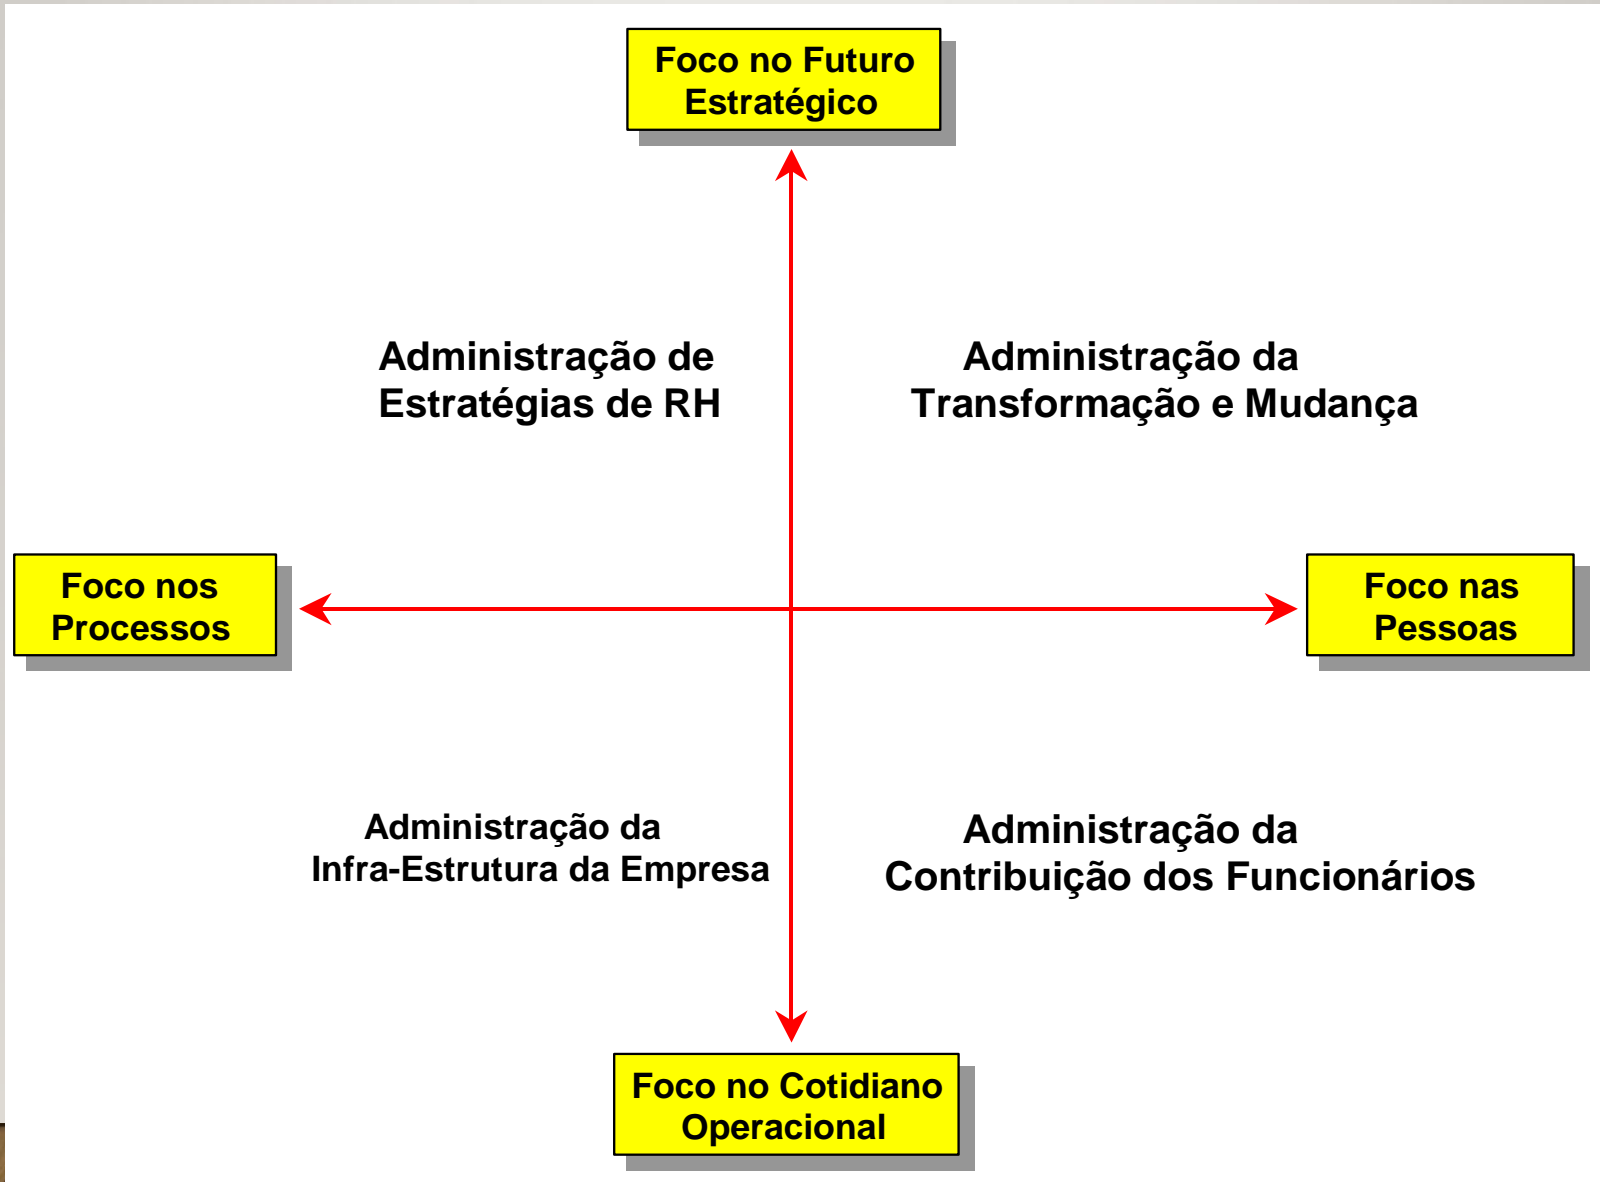 Foco no Futuro
Estratégico
Administração de
Estratégias de RH
Administração da
Transformação e Mudança
Foco nos
Processos
Foco nas
Pessoas
Administração da
Infra-Estrutura da Empresa
Administração da
Contribuição dos Funcionários
Foco no Cotidiano
Operacional